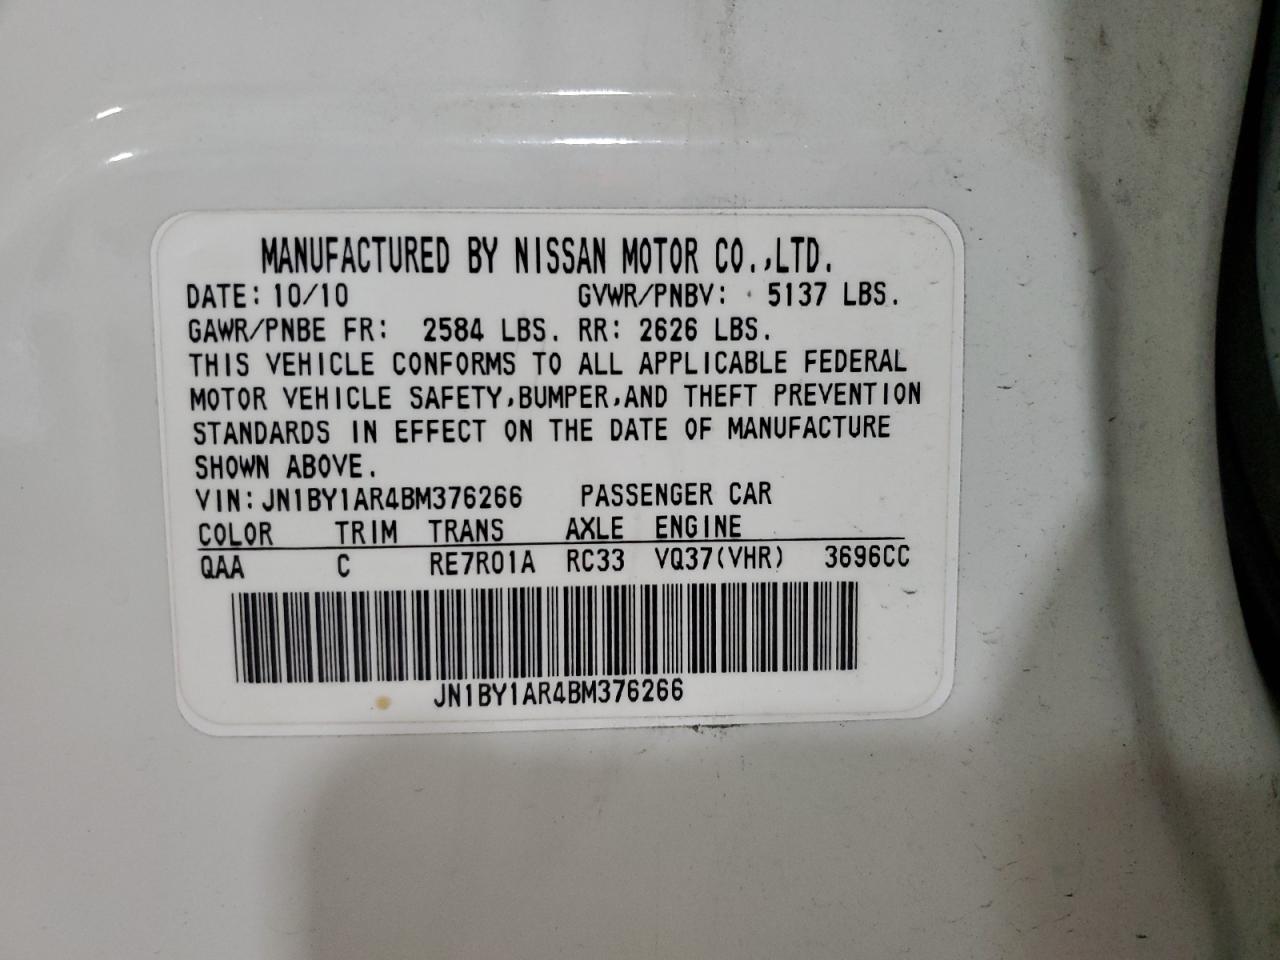 MANUFACTURED BY NISSAN MOTOR CO.,LTD.
DATE: 10/10 GVWR/PNBV: 5137 LBS.
GAWR/PNBE FR: 2584 LBS. RR: 2626 LBS.
THIS VEHICLE CONFORMS TO ALL APPLICABLE FEDERAL
MOTOR VEHICLE SAFETY,BUMPER,AND THEFT PREVENTION
STANDARDS IN EFFECT ON THE DATE OF MANUFACTURE
SHOWN ABOVE.
VIN:JN1BY1AR4BM376266 PASSENGER CAR
COLOR TRIM TRANS AXLE ENGINE
QAA C RE7R01A RC33 VQ37(VHR) 3696CC
JN1BY1AR4BM376266